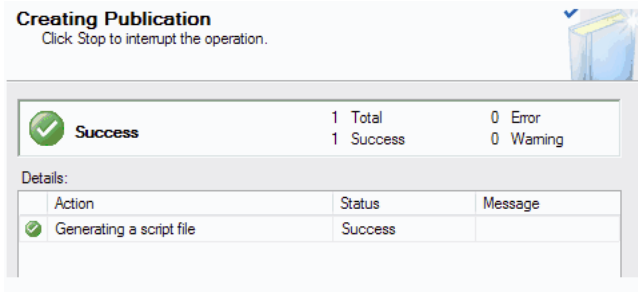 Creating Publication
Click Stop to interrupt the operation.
Success
1 Total
0 Error
1 Success
0 Warning
Details:
Action Status Message
Generating a script file Success